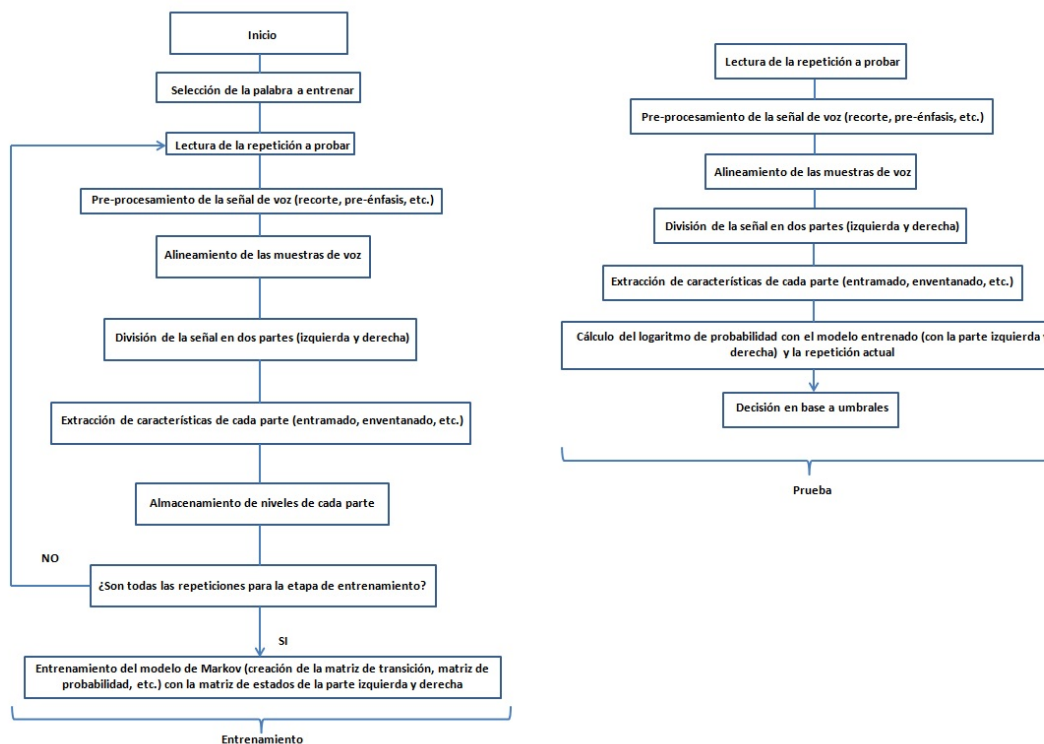 Inicio
Selección de la palabra a entrenar
Lectura de la repetición a probar
Pre-procesamiento de la señal de voz (recorte, pre-énfasis, etc.)
Alineamiento de las muestras de voz
División de la señal en dos partes (izquierda y derecha)
Extracción de características de cada parte (entramado, enventanado, etc.)
Almacenamiento de niveles de cada parte
NO
¿Son todas las repeticiones para la etapa de entrenamiento?
SI
Entrenamiento del modelo de Markov (creación de la matriz de transición, matriz de
probabilidad, etc.) con la matriz de estados de la parte izquierda y derecha
Entrenamiento
Lectura de la repetición a probar
Pre-procesamiento de la señal de voz (recorte, pre-énfasis, etc.)
Alineamiento de las muestras de voz
División de la señal en dos partes (izquierda y derecha)
Extracción de características de cada parte (entramado, enventanado, etc.)
Cálculo del logaritmo de probabilidad con el modelo entrenado (con la parte izquierda y
derecha) y la repetición actual
Decisión en base a umbrales
Prueba